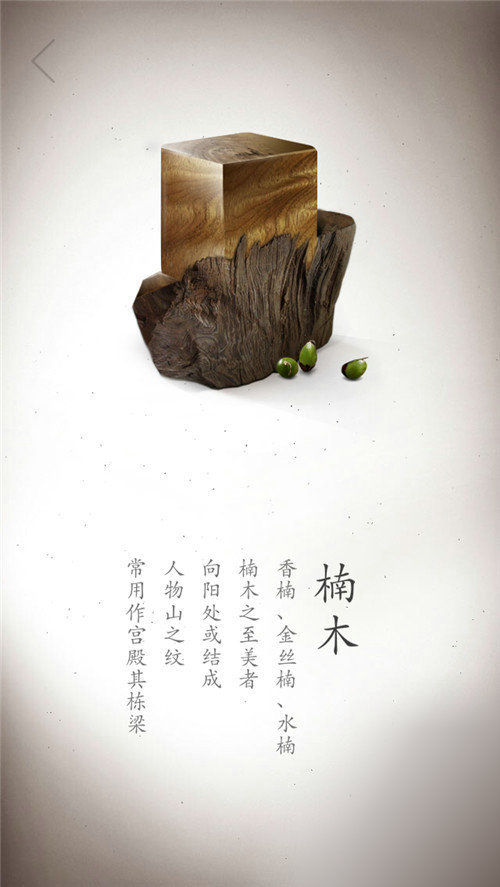 楠木
香楠、金丝楠、水楠
楠木之至美者
向阳处或结成
人物山之纹
常用作宫殿其栋梁